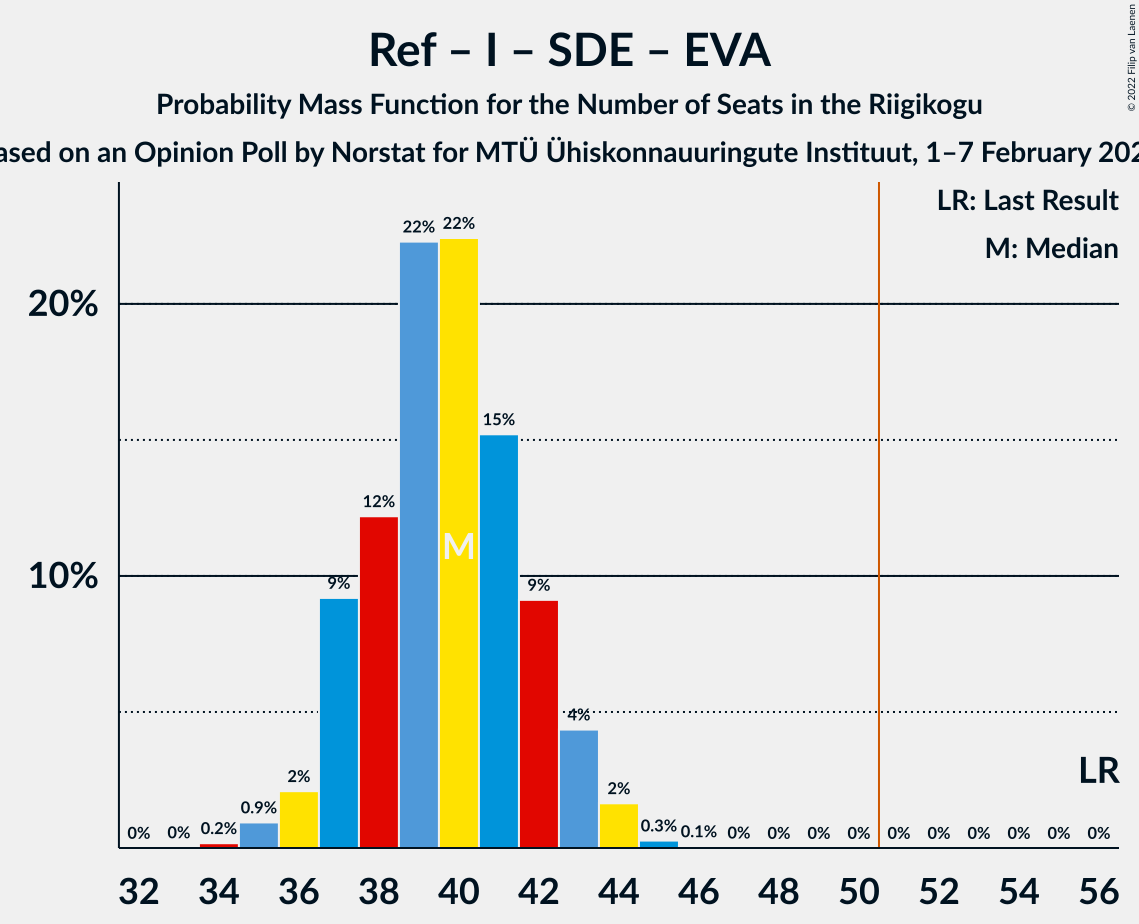 Ref – I – SDE – EVA
Probability Mass Function for the Number of Seats in the Riigikogu
on an Opinion Poll by Norstat for MTÜ Ühiskonnauuringute Instituut, 1–7 February
© 2022 Filip van Laenen
LR: Last Result
M: Median
20%
10%
0% 0% 0.2% 0.9% 2% 9% 12% 22% 22% 15% 9% 4% 2% 0.3% 0.1% 0% 0% 0% 0% 0% 0% 0% 0% 0% 0%
M
LR
32 34 36 38 40 42 44 46 48 50 52 54 56